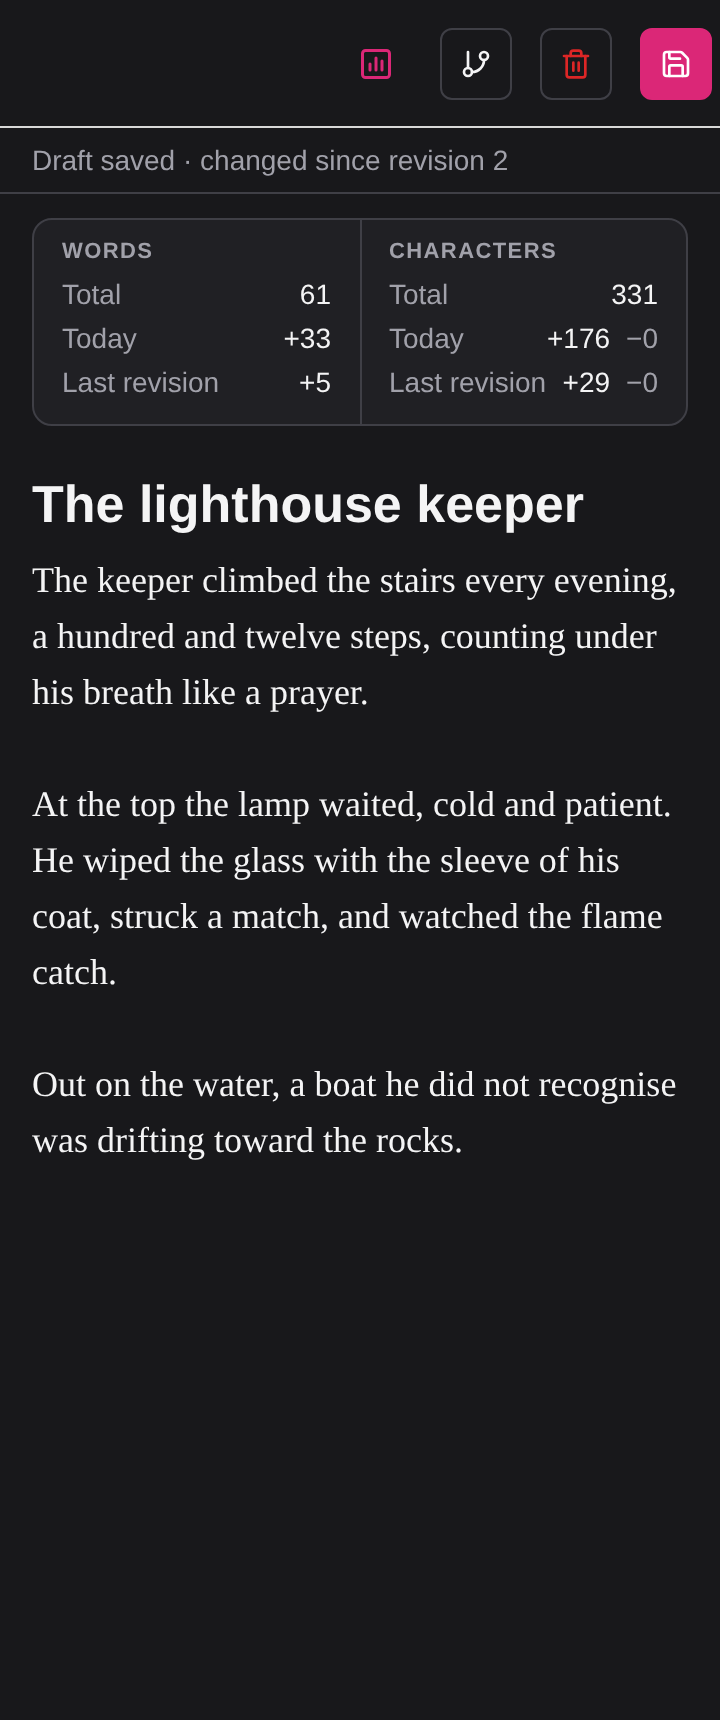 Draft saved · changed since revision 2
WORDS
Total 61
Today +33
Last revision +5
CHARACTERS
Total 331
Today +176 −0
Last revision +29 −0
The lighthouse keeper
The keeper climbed the stairs every evening,
a hundred and twelve steps, counting under
his breath like a prayer.
At the top the lamp waited, cold and patient.
He wiped the glass with the sleeve of his
coat, struck a match, and watched the flame
catch.
Out on the water, a boat he did not recognise
was drifting toward the rocks.